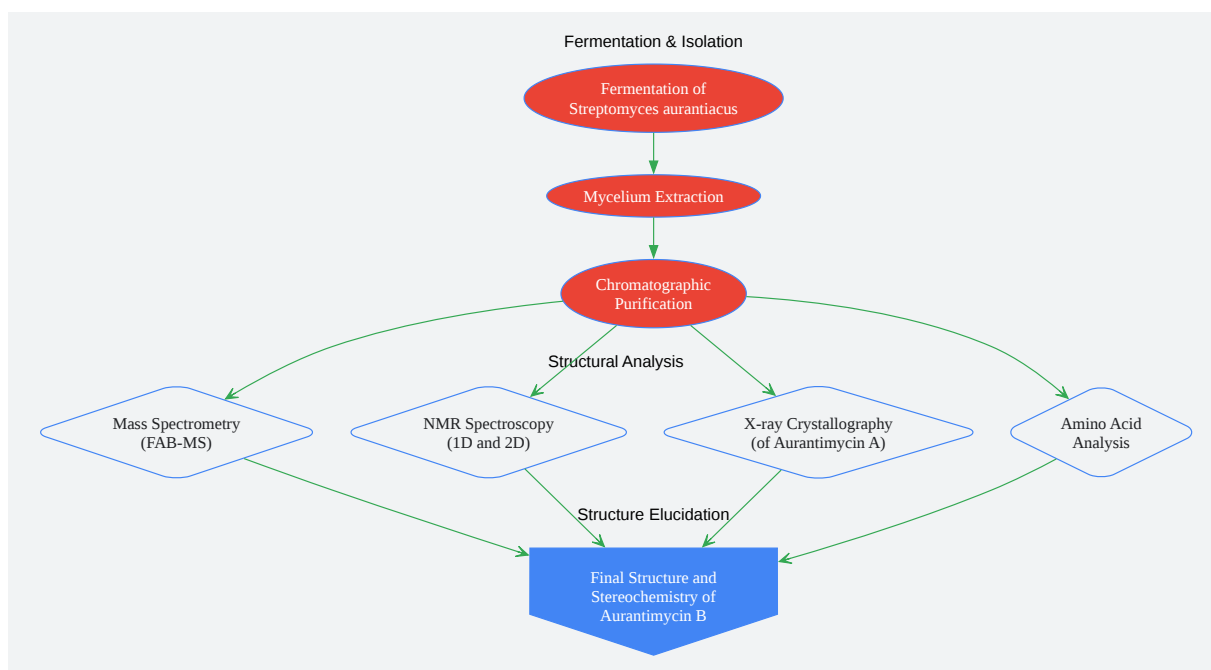 Fermentation & Isolation
Fermentation of
Streptomyces aurantiacus
Mycelium Extraction
Chromatographic
Purification
Structural Analysis
Mass Spectrometry
(FAB-MS)
NMR Spectroscopy
(1D and 2D)
X-ray Crystallography
(of Aurantimycin A)
Amino Acid
Analysis
Structure Elucidation
Final Structure and
Stereochemistry of
Aurantimycin B